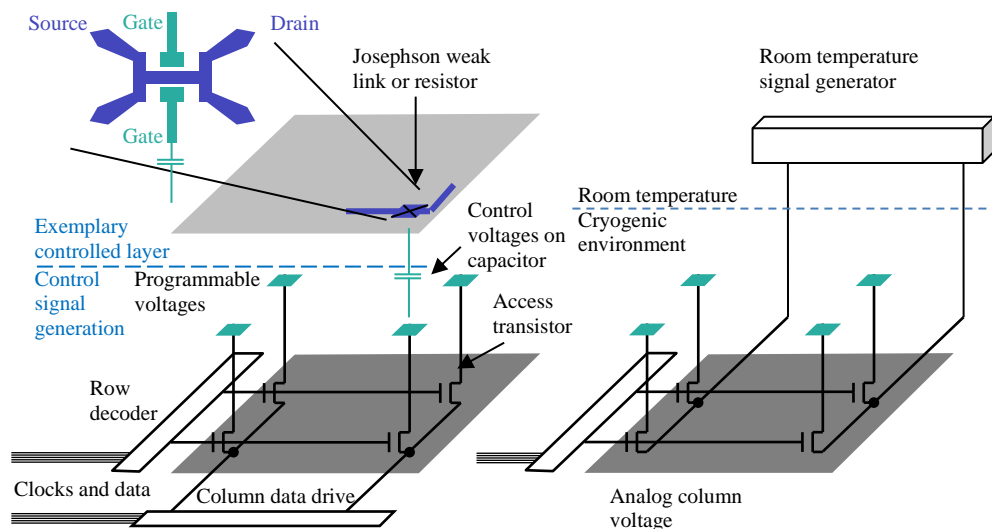 Gate
Source
Drain
Gate
Josephson weak
link or resistor
Exemplary
controlled layer
Control
signal
generation
Programmable
voltages
Control
voltages on
capacitor
Access
transistor
Row
decoder
Clocks and data
Column data drive
Room temperature
signal generator
Room temperature
Cryogenic
environment
Analog column
voltage